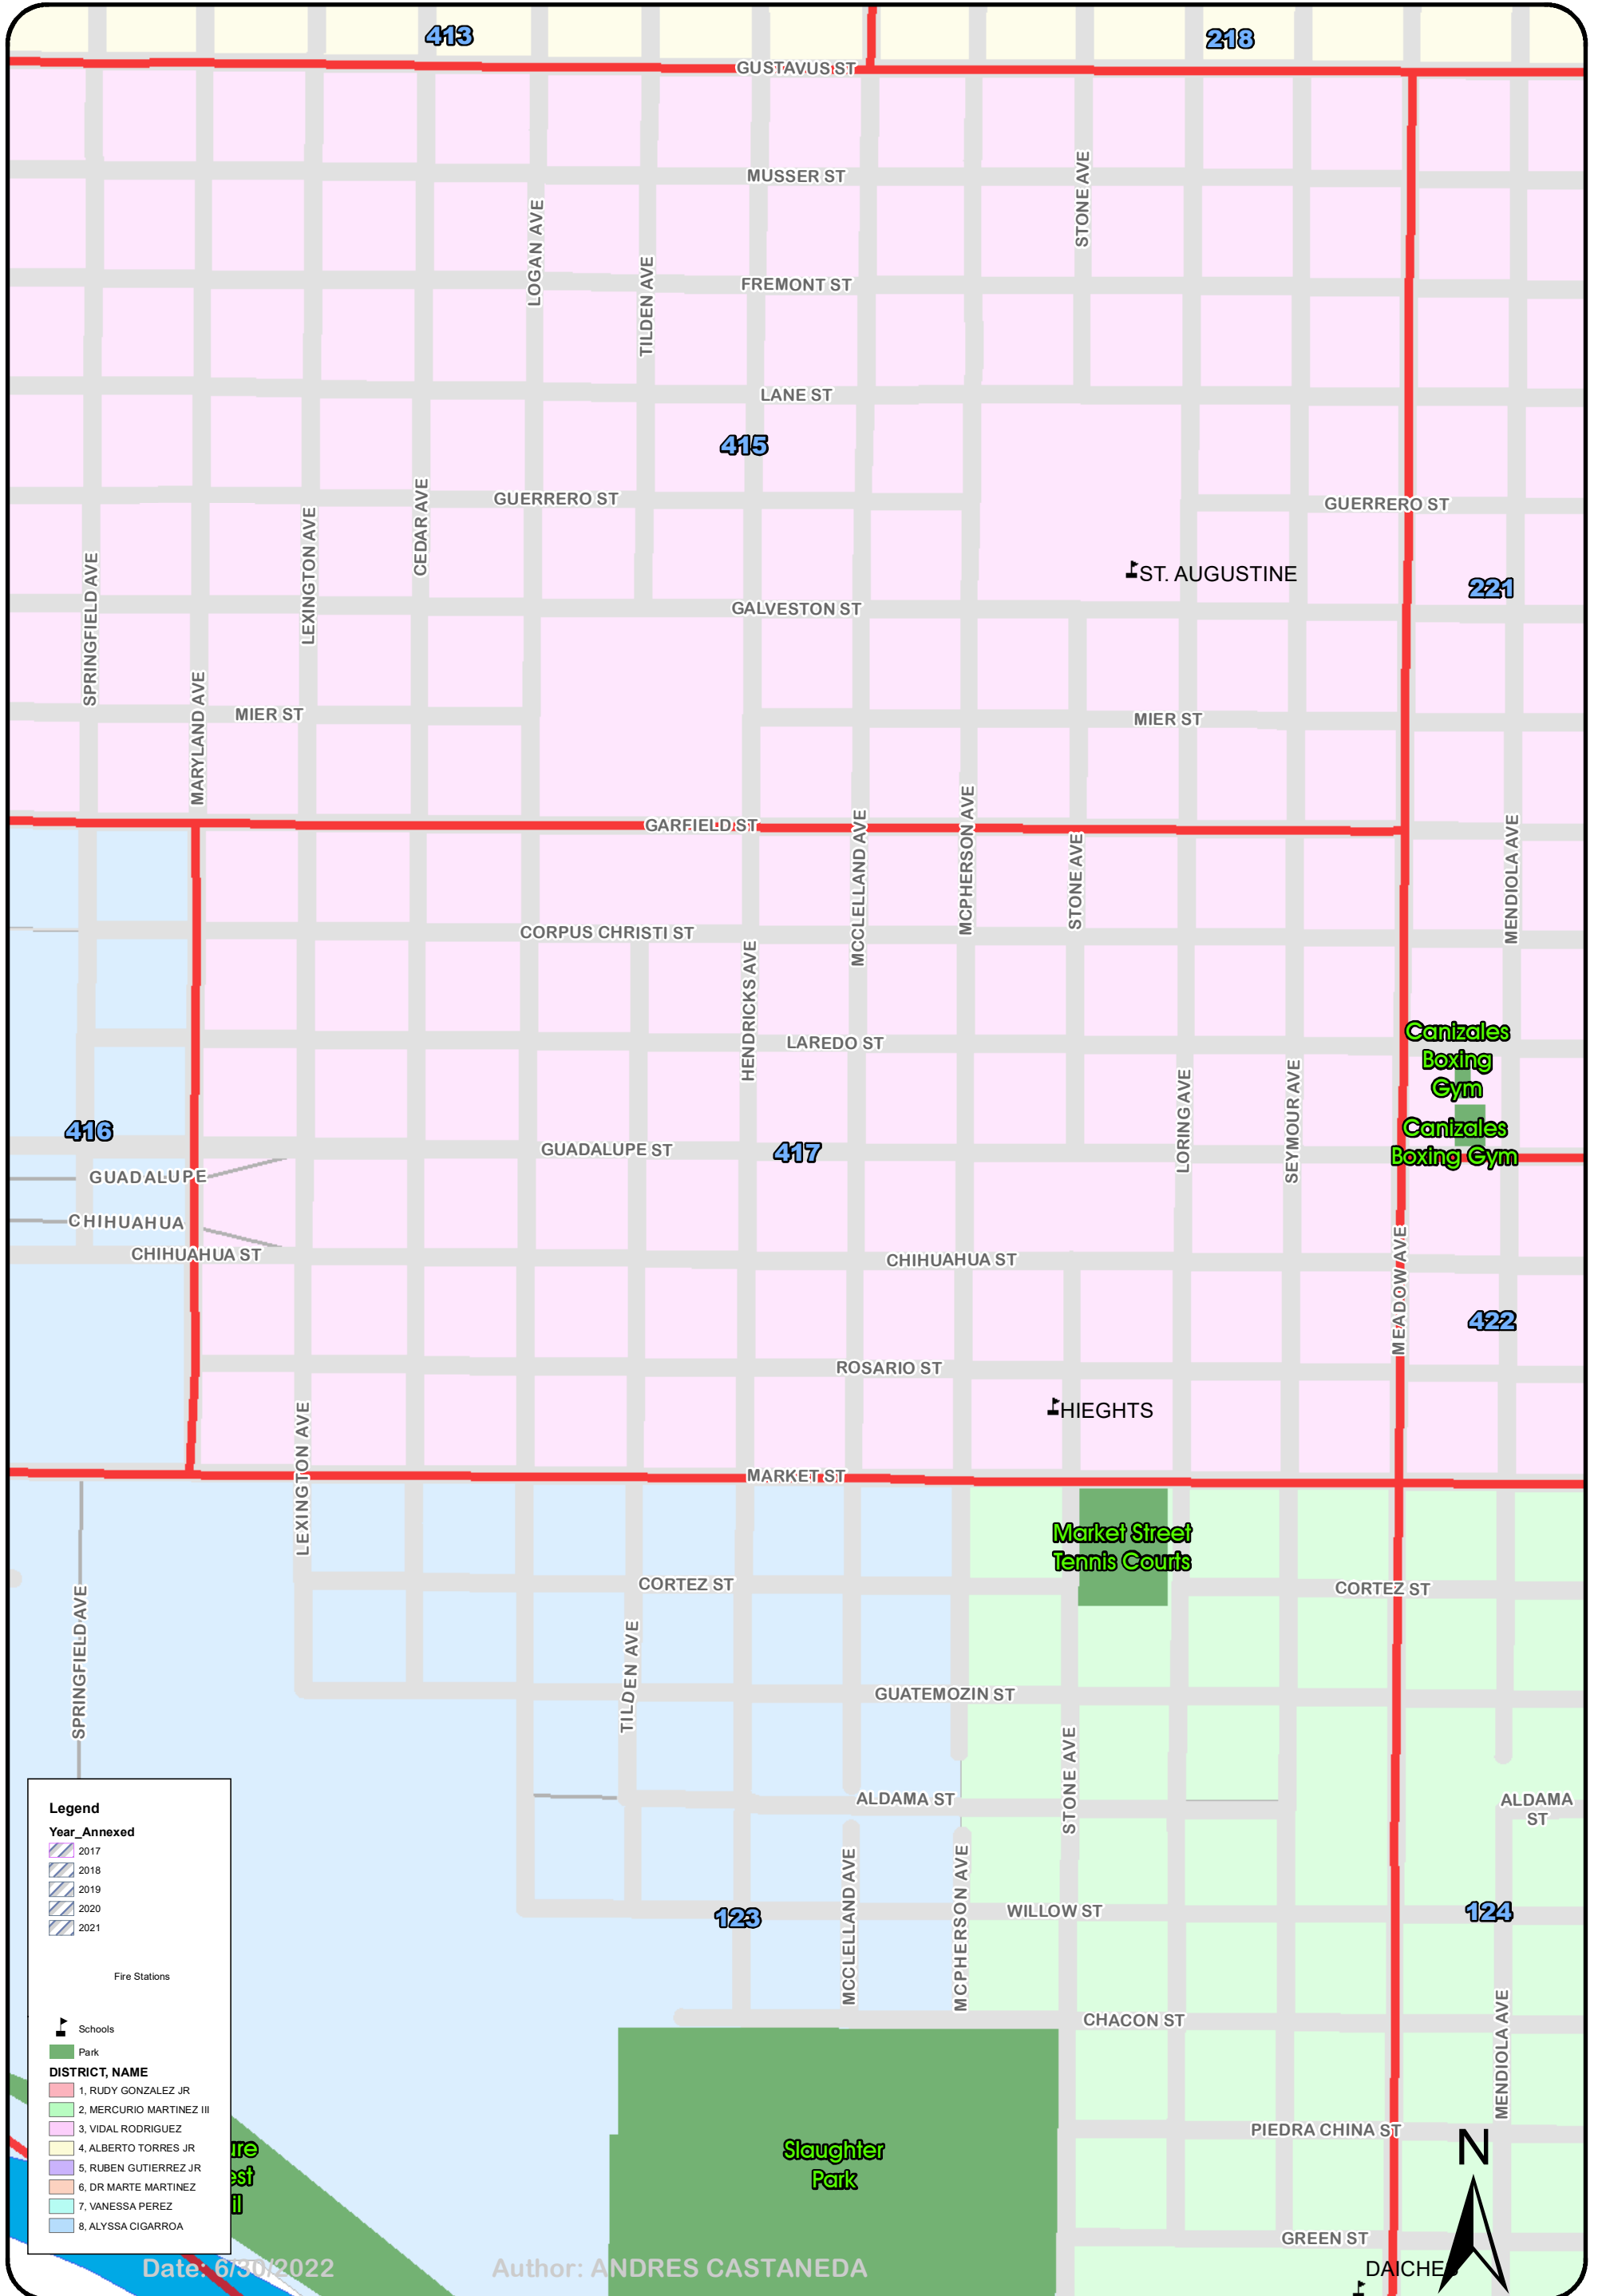 413
218
GUSTAVUS ST
MUSSER ST
STONE AVE
LOGAN AVE
TILDEN AVE
FREMONT ST
LANE ST
415
CEDAR AVE
GUERRERO ST
GUERRERO ST
LEXINGTON AVE
SPRINGFIELD AVE
ST. AUGUSTINE
221
GALVESTON ST
MARYLAND AVE
MIER ST
MIER ST
GARFIELD ST
MCCLELLAND AVE
MCPHERSON AVE
STONE AVE
MENDIOLA AVE
CORPUS CHRISTI ST
HENDRICKS AVE
LAREDO ST
Canizales
Boxing
Gym
LORING AVE
SEYMOUR AVE
416
Canizales
Boxing Gym
GUADALUPE ST
417
GUADALUPE
CHIHUAHUA
CHIHUAHUA ST
CHIHUAHUA ST
MEADOW AVE
422
ROSARIO ST
HIEGHTS
LEXINGTON AVE
MARKET ST
Market Street
Tennis Courts
CORTEZ ST
CORTEZ ST
SPRINGFIELD AVE
TILDEN AVE
GUATEMOZIN ST
STONE AVE
ALDAMA ST
ALDAMA
ST
MCCLELLAND AVE
MCPHERSON AVE
WILLOW ST
123
124
CHACON ST
MENDIOLA AVE
PIEDRA CHINA ST
Slaughter
Park
N
GREEN ST
DAICHES
Legend
Year_Annexed
2017
2018
2019
2020
2021
Fire Stations
Schools
Park
DISTRICT, NAME
1, RUDY GONZALEZ JR
2, MERCURIO MARTINEZ III
3, VIDAL RODRIGUEZ
4, ALBERTO TORRES JR
5, RUBEN GUTIERREZ JR
6, DR MARTE MARTINEZ
7, VANESSA PEREZ
8, ALYSSA CIGARROA
Date: 6/30/2022
Author: ANDRES CASTANEDA